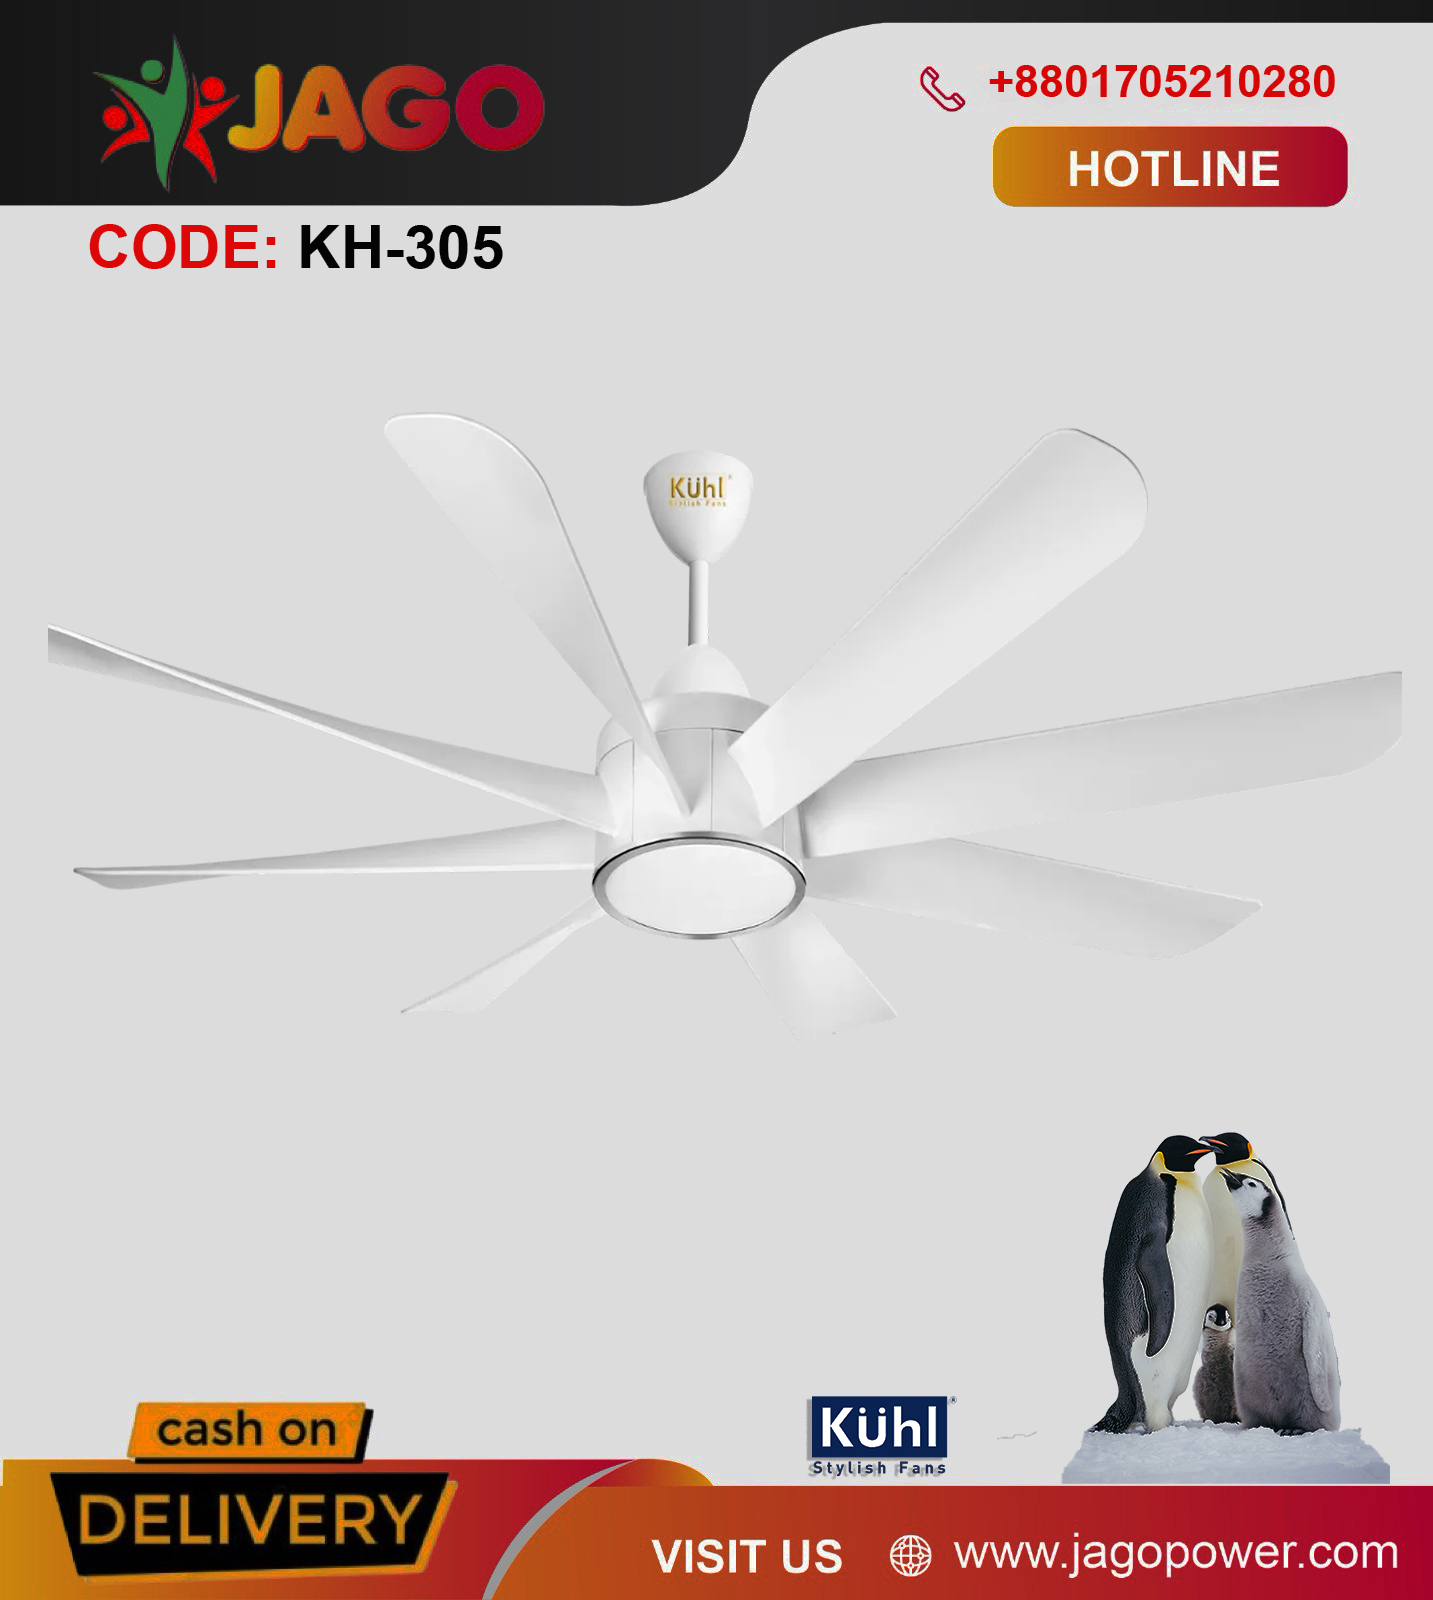 JAGO
+8801705210280
HOTLINE
CODE: KH-305
Kühl
Stylish Fans
cash on
DELIVERY
Kühl
Stylish Fans
VISIT US
www.jagopower.com